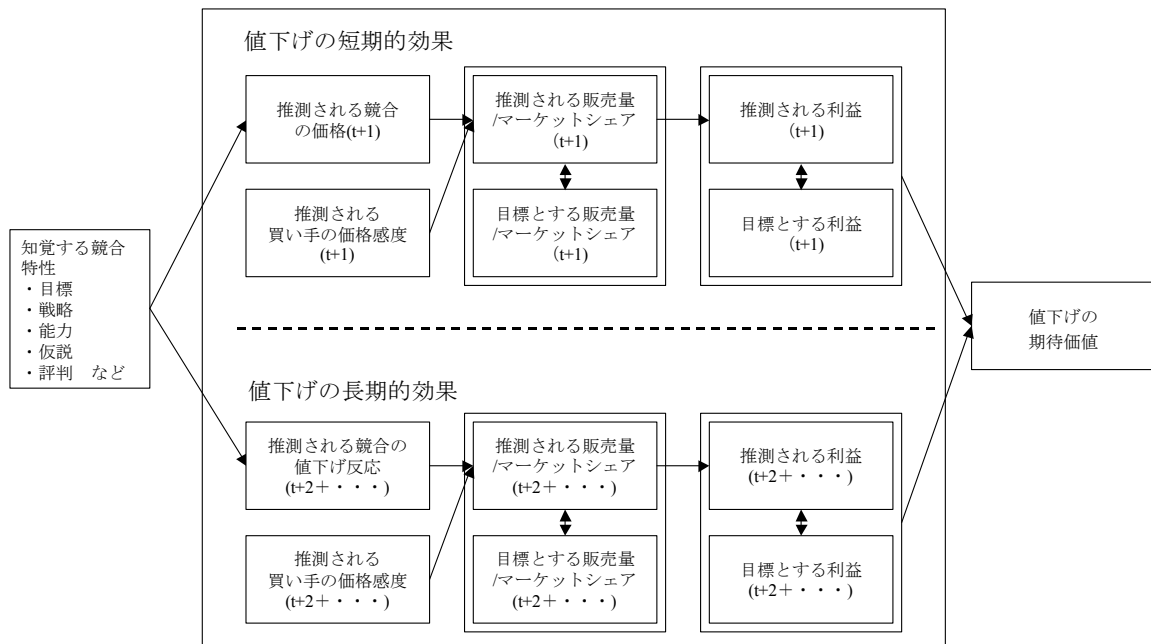 値下げの短期的効果
推測される競合
の価格(t+1)
推測される販売量
/マーケットシェア
(t+1)
推測される利益
(t+1)
推測される
買い手の価格感度
(t+1)
目標とする販売量
/マーケットシェア
(t+1)
目標とする利益
(t+1)
知覚する競合
特性
・目標
・戦略
・能力
・仮説
・評判　など
値下げの
期待価値
値下げの長期的効果
推測される競合の
値下げ反応
(t+2＋・・・)
推測される販売量
/マーケットシェア
(t+2＋・・・)
推測される利益
(t+2＋・・・)
推測される
買い手の価格感度
(t+2＋・・・)
目標とする販売量
/マーケットシェア
(t+2＋・・・)
目標とする利益
(t+2＋・・・)